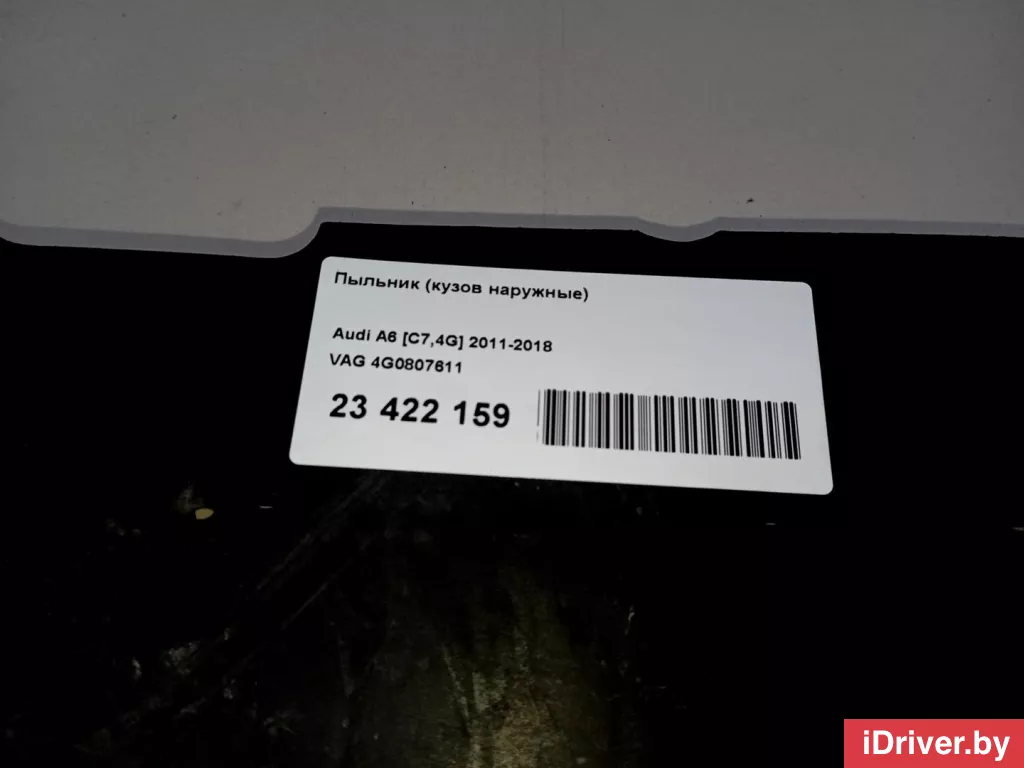 Пыльник (кузов наружные)
Audi A6 [C7,4G] 2011-2018
VAG 4G0807611
23 422 159
iDriver.by